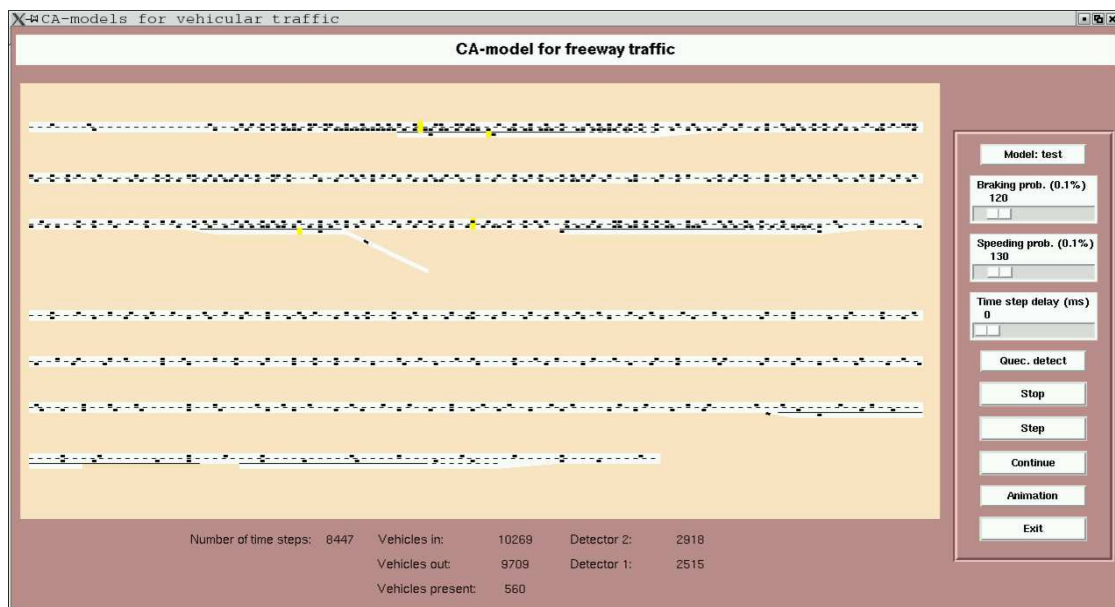 CA-models for vehicular traffic
CA-model for freeway traffic
Model: test
Braking prob. (0.1%)
120
Speeding prob. (0.1%)
130
Time step delay (ms)
0
Quec. detect
Stop
Step
Continue
Animation
Exit
Number of time steps: 8447 Vehicles in: 10269 Detector 2: 2918
Vehicles out: 9709 Detector 1: 2515
Vehicles present: 560